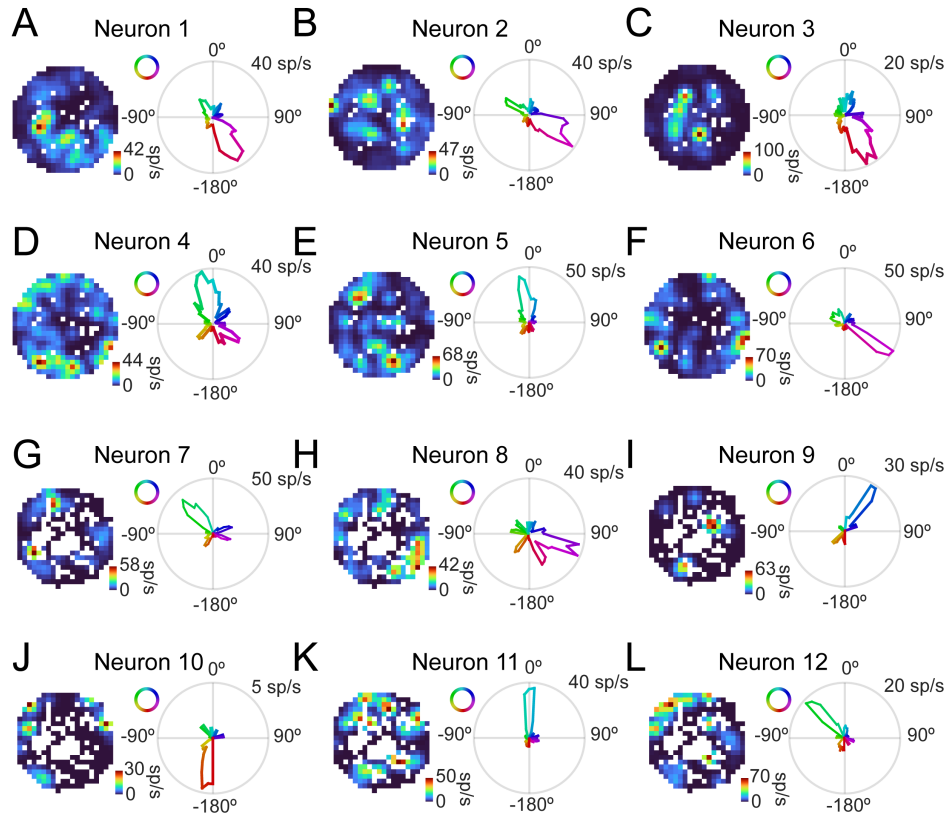 A Neuron 1
0º
40 sp/s
-90º
90º
-180º
42
0
sp/s
B Neuron 2
0º
40 sp/s
-90º
90º
-180º
47
0
sp/s
C Neuron 3
0º
20 sp/s
-90º
90º
-180º
100
0
sp/s
D Neuron 4
0º
40 sp/s
-90º
90º
-180º
44
0
sp/s
E Neuron 5
0º
50 sp/s
-90º
90º
-180º
68
0
sp/s
F Neuron 6
0º
50 sp/s
-90º
90º
-180º
70
0
sp/s
G Neuron 7
0º
50 sp/s
-90º
90º
-180º
58
0
sp/s
H Neuron 8
0º
40 sp/s
-90º
90º
-180º
42
0
sp/s
I Neuron 9
0º
30 sp/s
-90º
90º
-180º
63
0
sp/s
J Neuron 10
0º
5 sp/s
-90º
90º
-180º
30
0
sp/s
K Neuron 11
0º
40 sp/s
-90º
90º
-180º
50
0
sp/s
L Neuron 12
0º
20 sp/s
-90º
90º
-180º
70
0
sp/s